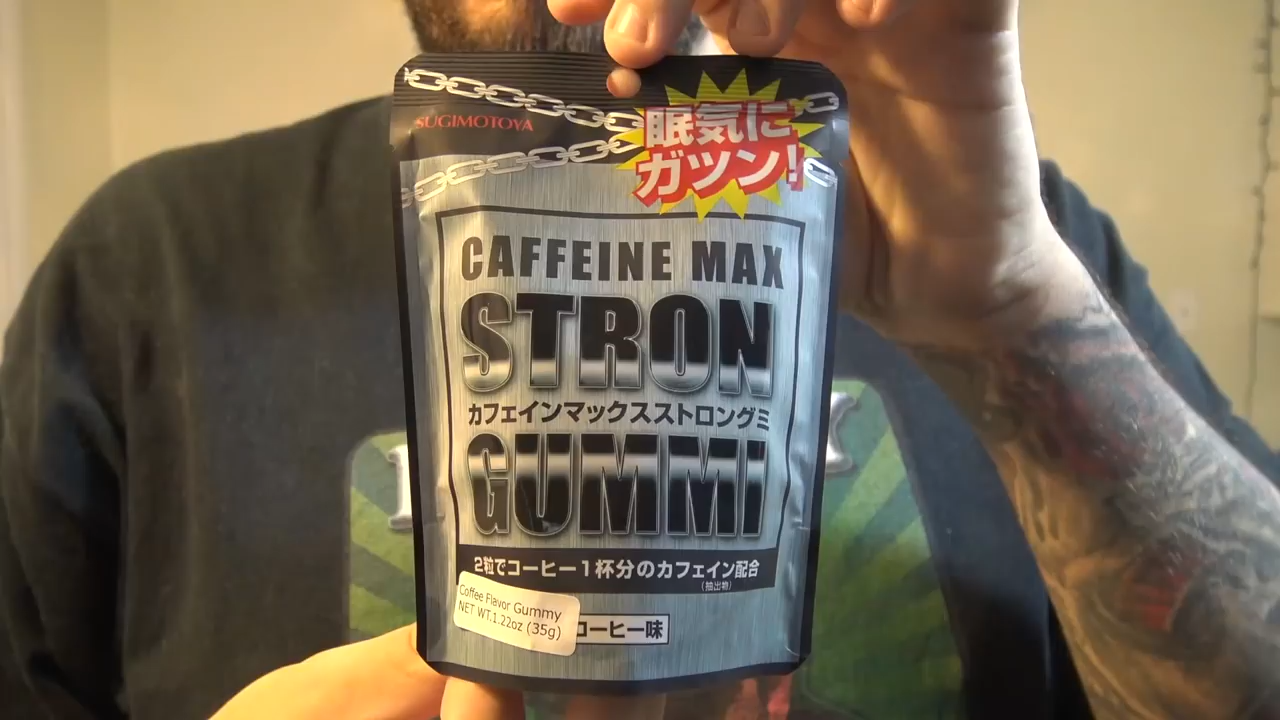 SUGIMOTOYA
眠気に
ガツン!
CAFFEINE MAX
STRON
カフェインマックスストロングミ
GUMMI
2粒でコーヒー1杯分のカフェイン配合
(抽出物)
Coffee Flavor Gummy
NET WT.1.22oz (35g)
コーヒー味